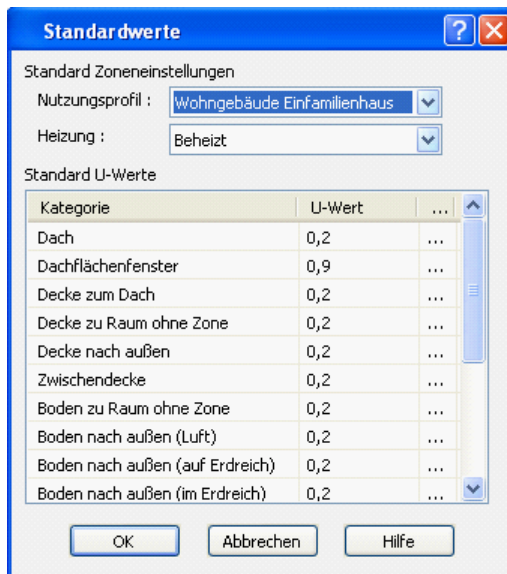 Standardwerte
Standard Zoneneinstellungen
Nutzungsprofil : Wohngebäude Einfamilienhaus
Heizung : Beheizt
Standard U-Werte
Kategorie U-Wert ...
Dach 0,2 ...
Dachflächenfenster 0,9 ...
Decke zum Dach 0,2 ...
Decke zu Raum ohne Zone 0,2 ...
Decke nach außen 0,2 ...
Zwischendecke 0,2 ...
Boden zu Raum ohne Zone 0,2 ...
Boden nach außen (Luft) 0,2 ...
Boden nach außen (auf Erdreich) 0,2 ...
Boden nach außen (im Erdreich) 0,2 ...
OK Abbrechen Hilfe